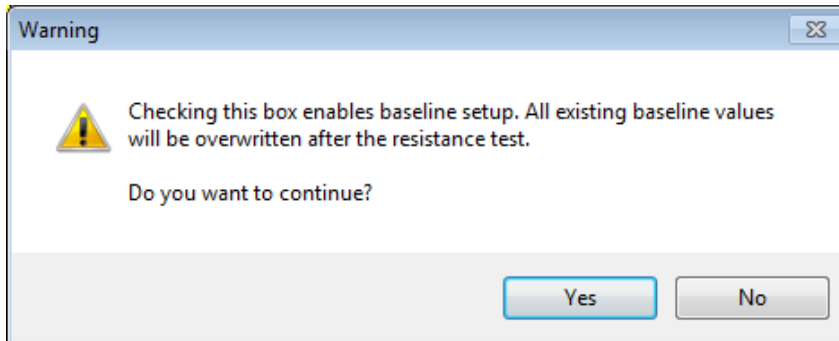 Warning
Checking this box enables baseline setup. All existing baseline values
will be overwritten after the resistance test.
Do you want to continue?
Yes No